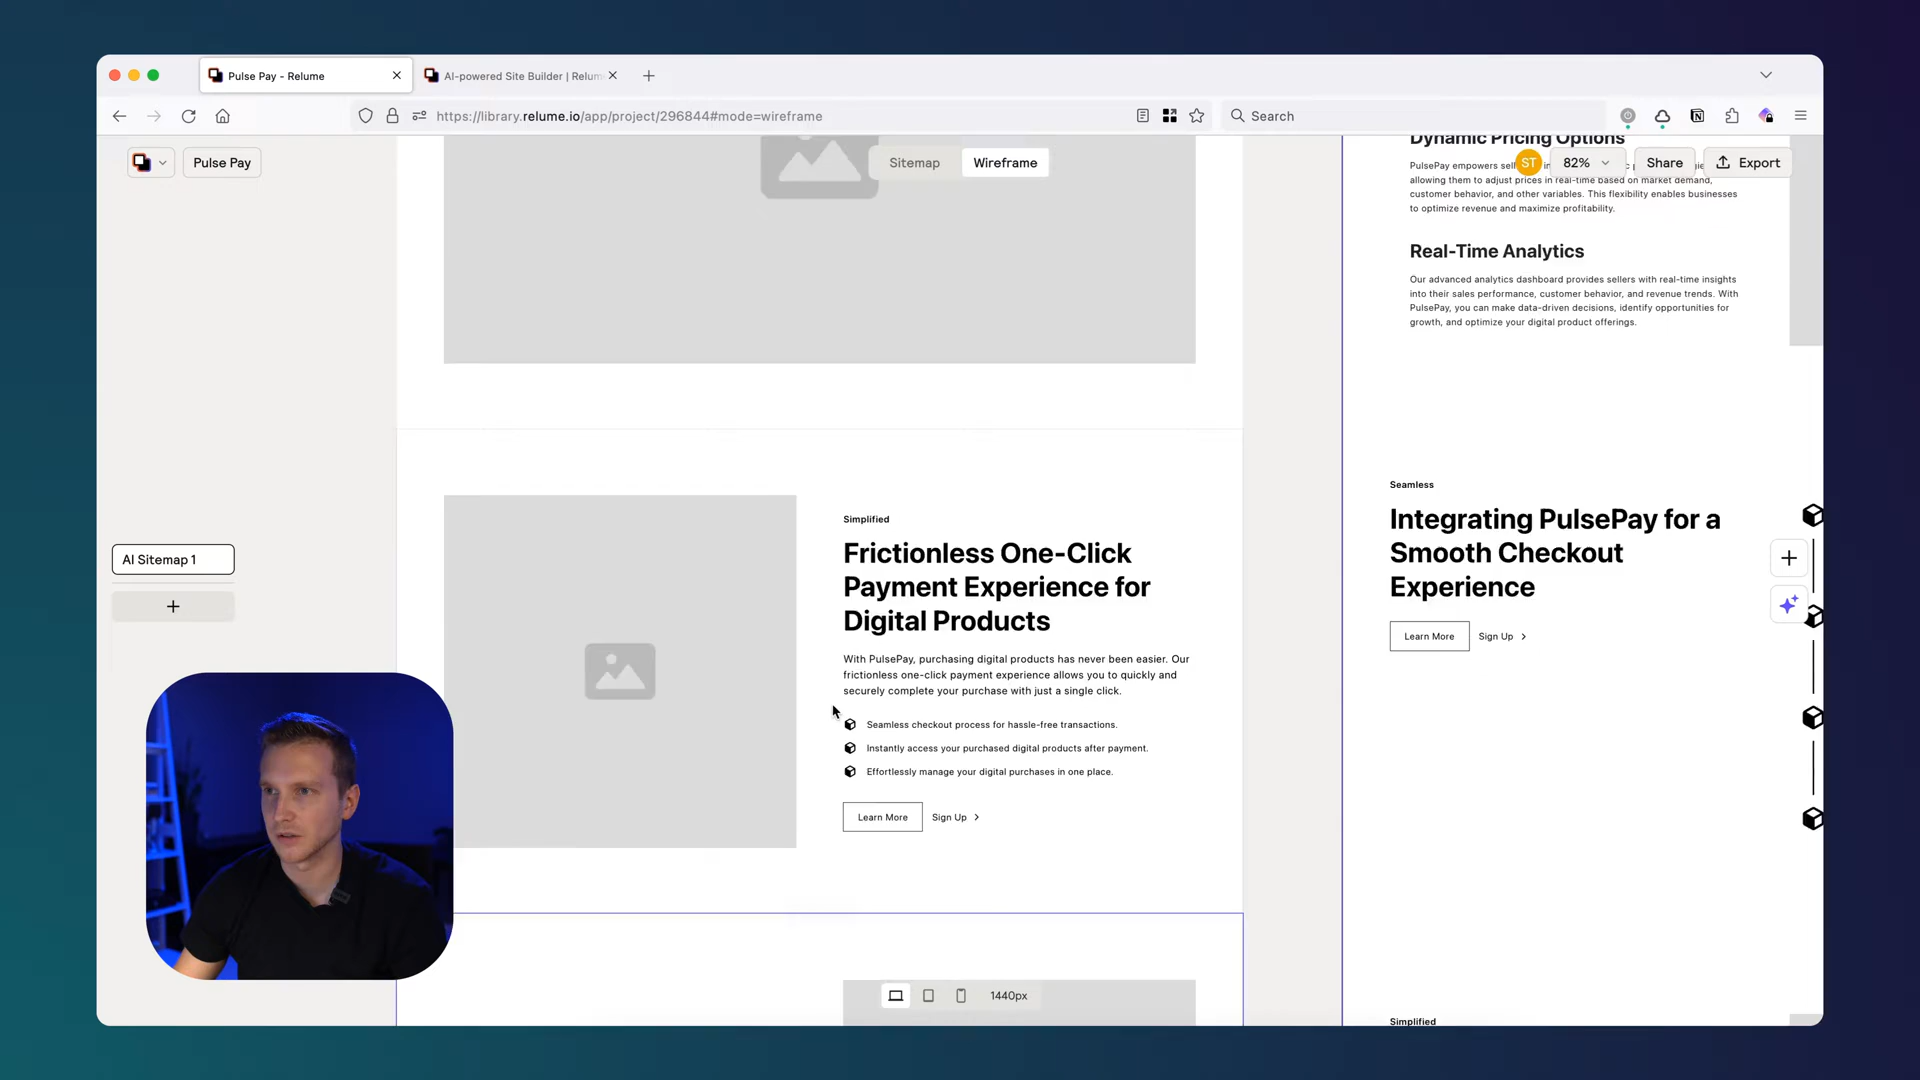 Pulse Pay - Relume
AI-powered Site Builder | Relum
https://library.relume.io/app/project/296844#mode=wireframe
Search
Pulse Pay
Sitemap
Wireframe
ST
82%
Share
Export
AI Sitemap 1
Simplified
Frictionless One-Click
Payment Experience for
Digital Products
With PulsePay, purchasing digital products has never been easier. Our
frictionless one-click payment experience allows you to quickly and
securely complete your purchase with just a single click.
Seamless checkout process for hassle-free transactions.
Instantly access your purchased digital products after payment.
Effortlessly manage your digital purchases in one place.
Learn More
Sign Up
1440px
Dynamic Pricing Options
PulsePay empowers sel
allowing them to adjust prices in real-time based on market demand,
customer behavior, and other variables. This flexibility enables businesses
to optimize revenue and maximize profitability.
Real-Time Analytics
Our advanced analytics dashboard provides sellers with real-time insights
into their sales performance, customer behavior, and revenue trends. With
PulsePay, you can make data-driven decisions, identify opportunities for
growth, and optimize your digital product offerings.
Seamless
Integrating PulsePay for a
Smooth Checkout
Experience
Learn More
Sign Up
Simplified